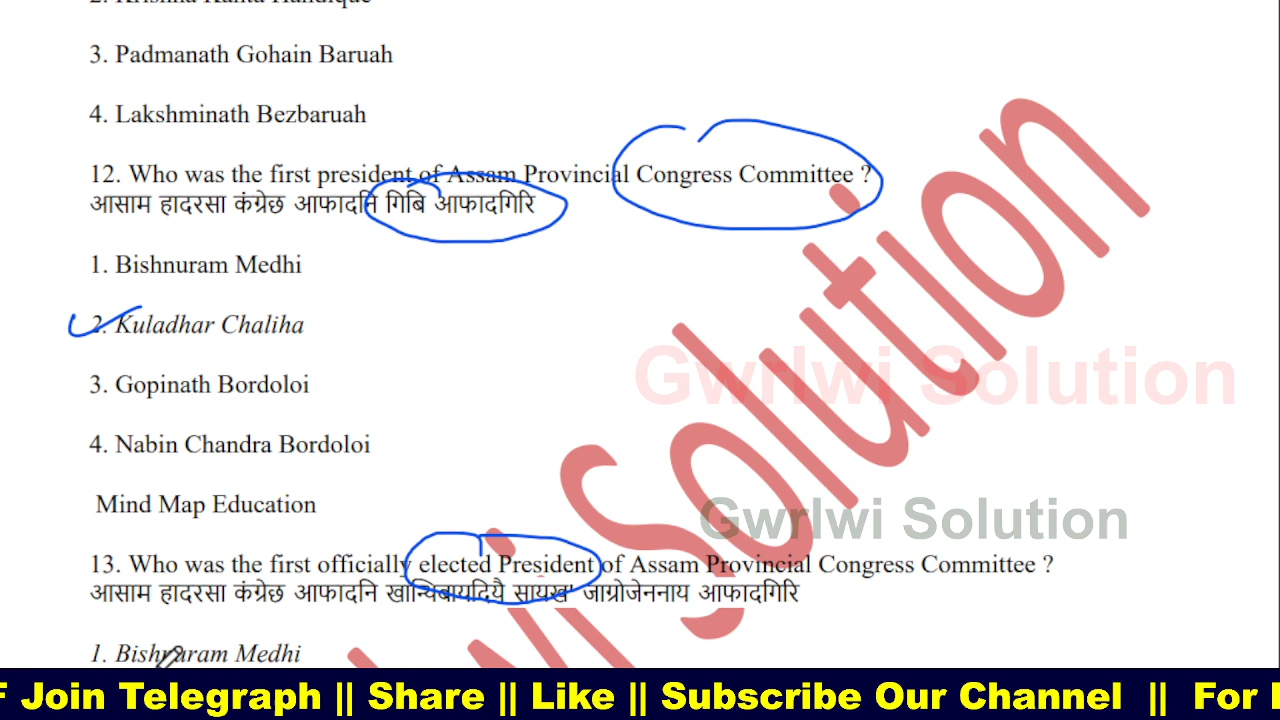 2. Krishna Kanta Handique
3. Padmanath Gohain Baruah
4. Lakshminath Bezbaruah
12. Who was the first president of Assam Provincial Congress Committee ?
आसाम हादरसा कंग्रेछ आफादनि गिबि आफादगिरि
1. Bishnuram Medhi
2. Kuladhar Chaliha
3. Gopinath Bordoloi
4. Nabin Chandra Bordoloi
Mind Map Education
13. Who was the first officially elected President of Assam Provincial Congress Committee ?
आसाम हादरसा कंग्रेछ आफादनि जाग्रोजेननाय आफादगिरि
1. Bishnuram Medhi
Gwrlwi Solution
Gwrlwi Solution
wi Solution
F Join Telegraph || Share || Like || Subscribe Our Channel || For